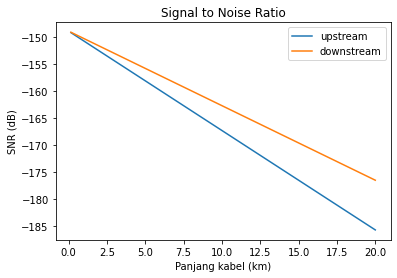 Signal to Noise Ratio
upstream
downstream
SNR (dB)
−150
−155
−160
−165
−170
−175
−180
−185
0.0 2.5 5.0 7.5 10.0 12.5 15.0 17.5 20.0
Panjang kabel (km)